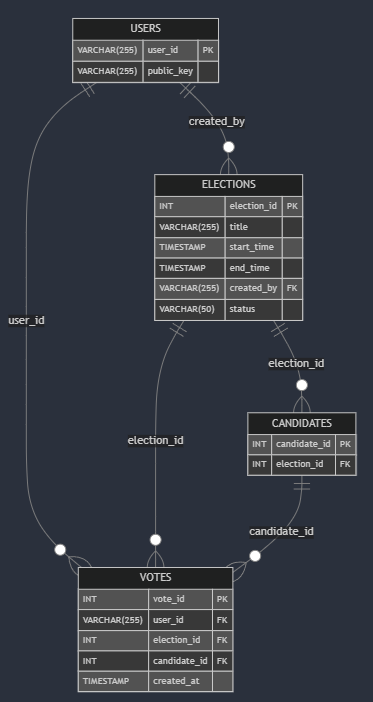 USERS
VARCHAR(255) user_id PK
VARCHAR(255) public_key
created_by
ELECTIONS
INT election_id PK
VARCHAR(255) title
TIMESTAMP start_time
TIMESTAMP end_time
VARCHAR(255) created_by FK
VARCHAR(50) status
user_id
election_id
CANDIDATES
INT candidate_id PK
INT election_id FK
election_id
candidate_id
VOTES
INT vote_id PK
VARCHAR(255) user_id FK
INT election_id FK
INT candidate_id FK
TIMESTAMP created_at